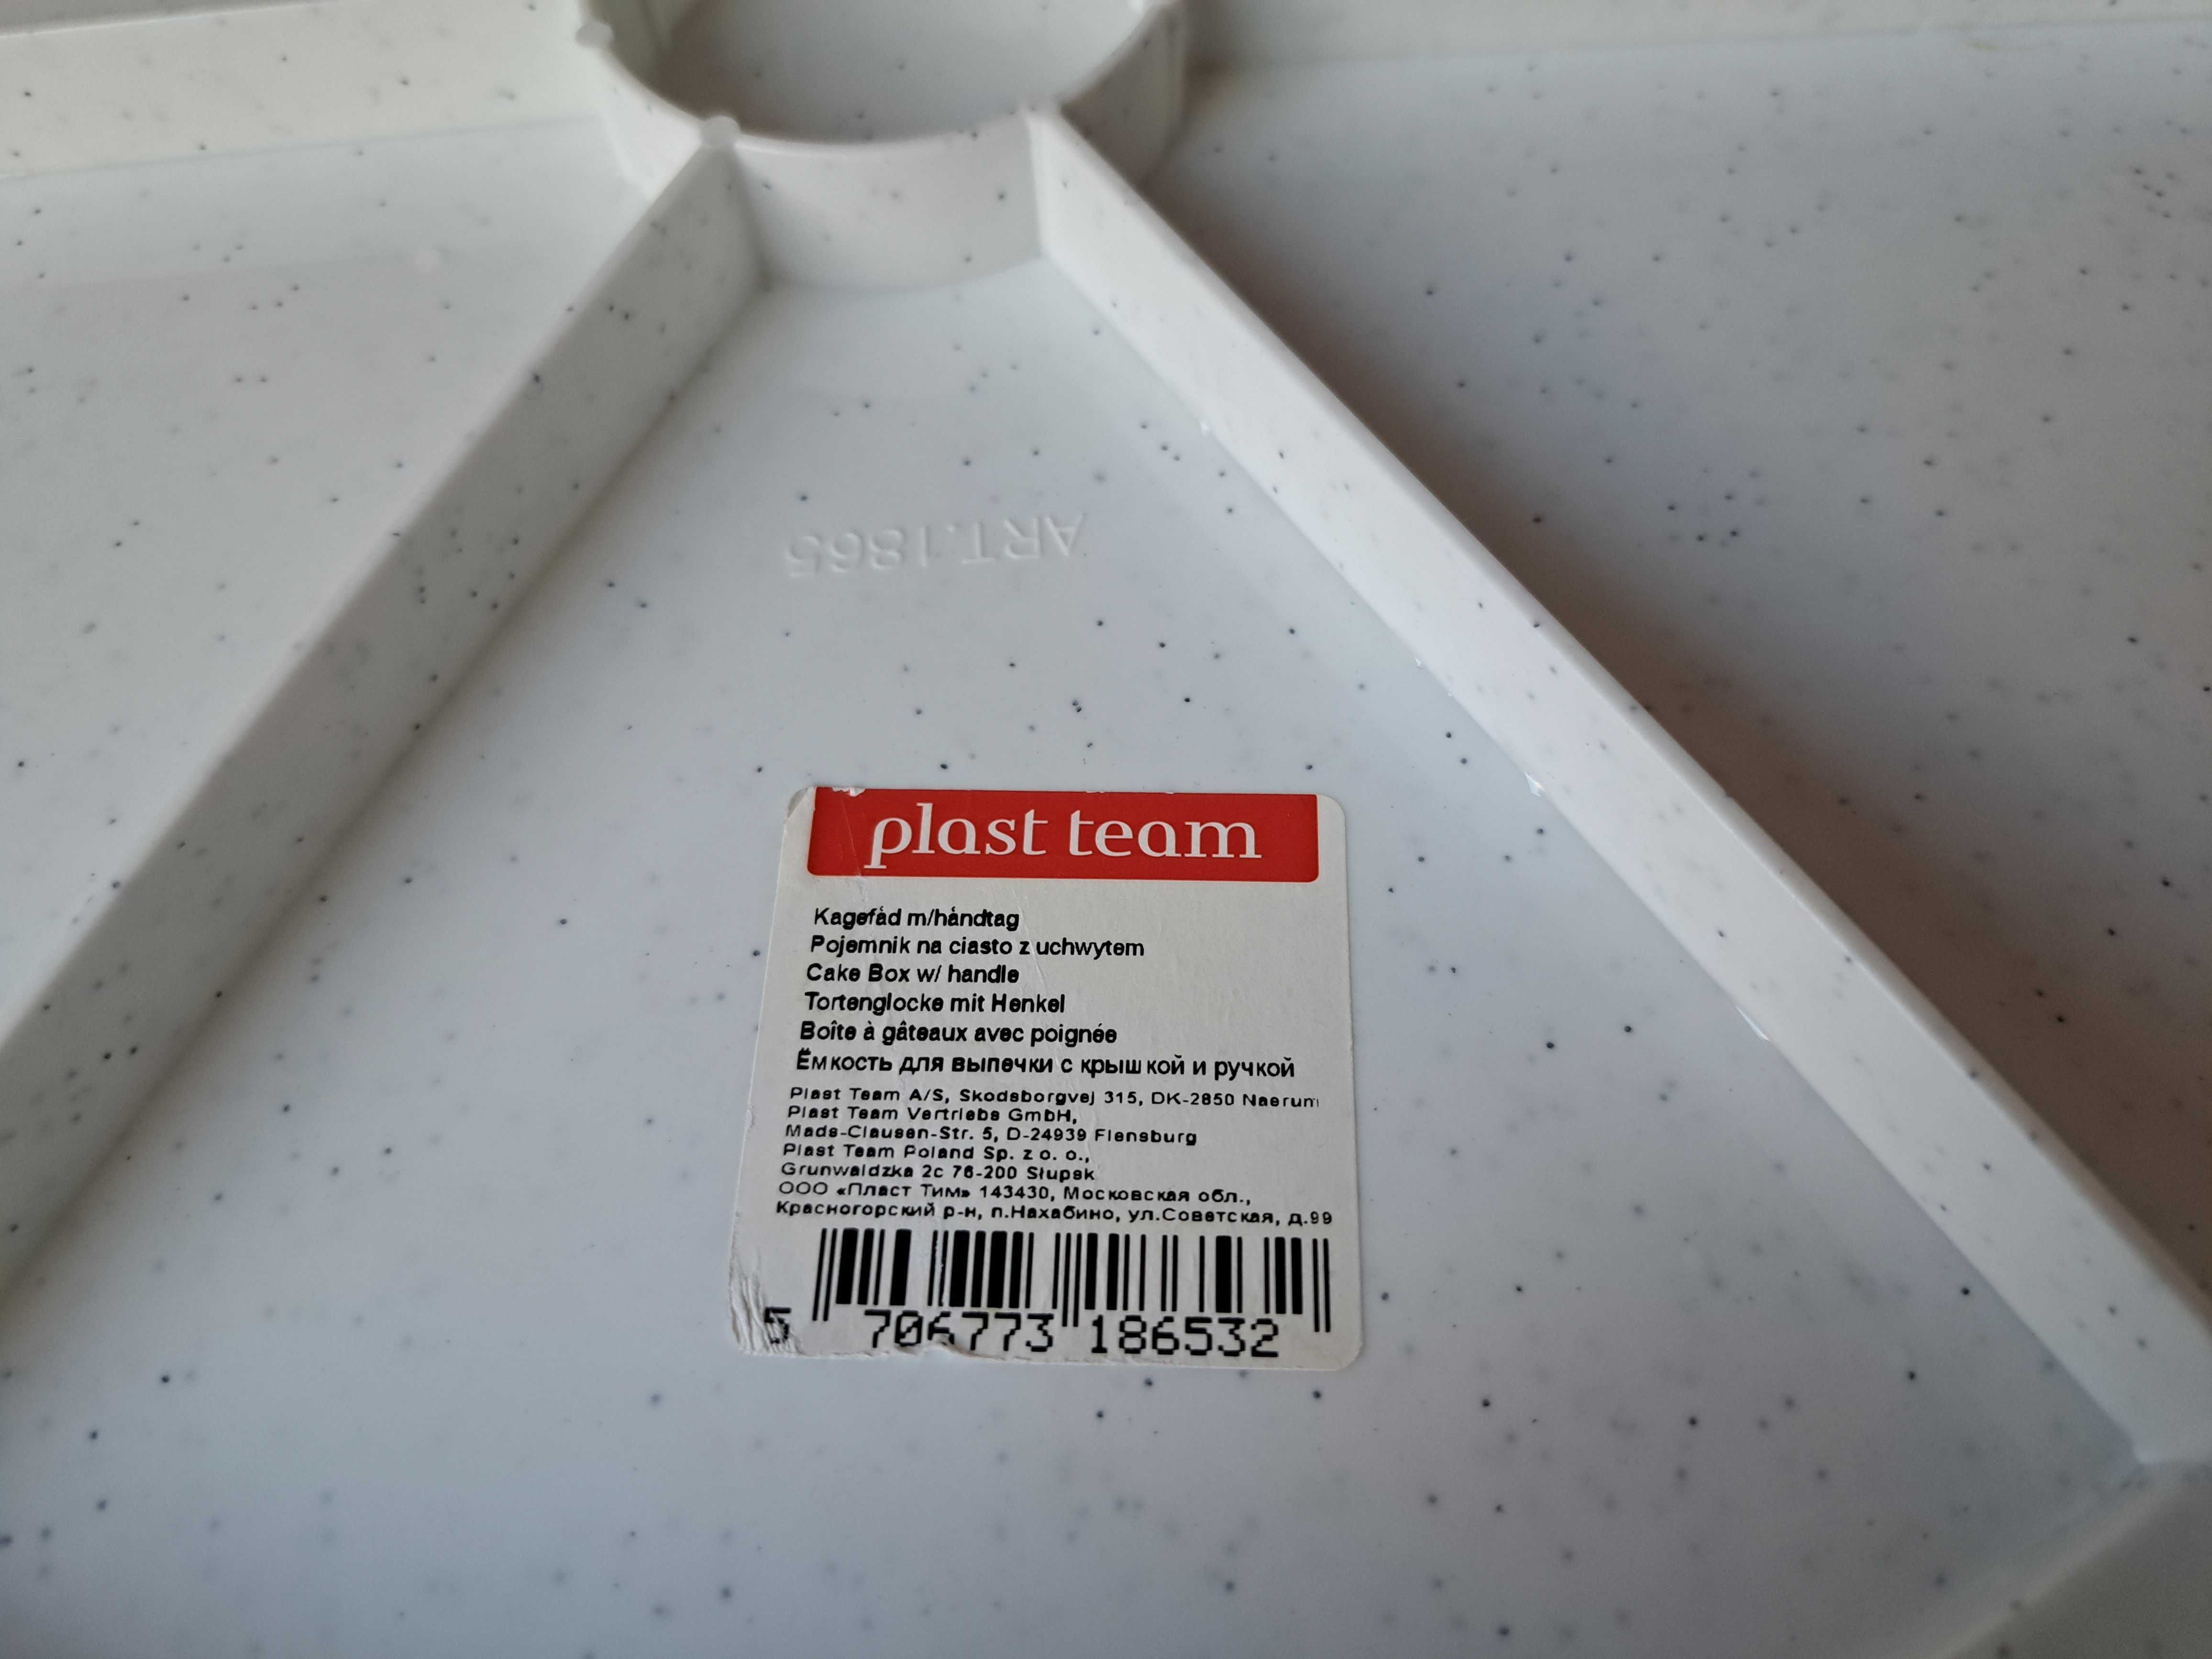 ART.1865
plast team
Kagefad m/håndtag
Pojemnik na ciasto z uchwytem
Cake Box w/ handle
Tortenglocke mit Henkel
Boîte à gâteaux avec poignée
Ёмкость для выпечки с крышкой и ручкой
Plast Team A/S, Skodsborgvej 315, DK-2850 Naerum
Plast Team Vertriebs GmbH,
Mads-Clausen-Str. 5, D-24939 Flensburg
Plast Team Poland Sp. z o. o.,
Grunwaldzka 2c 76-200 Słupsk
ООО «Пласт Тим» 143430, Московская обл.,
Красногорский р-н, п.Нахабино, ул.Советская, д.99
5 706773 186532